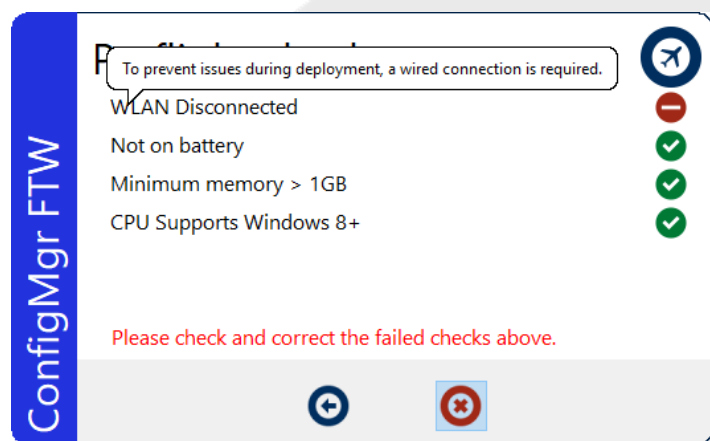 To prevent issues during deployment, a wired connection is required.
WLAN Disconnected
Not on battery
Minimum memory > 1GB
CPU Supports Windows 8+
Please check and correct the failed checks above.
ConfigMgr FTW